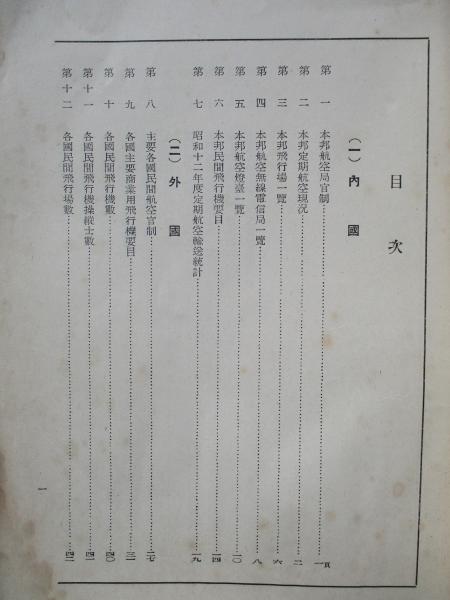 目次
（一）內國
第一 本邦航空局官制…………一頁
第二 本邦定期航空現況…………二
第三 本邦飛行場一覽…………六
第四 本邦航空無線電信局一覽…………八
第五 本邦航空燈臺一覽…………一〇
第六 本邦民間飛行機要目…………一四
第七 昭和十二年度定期航空輸送統計…………一九
（二）外國
第八 主要各國民間航空官制…………二七
第九 各國主要商業用飛行機要目…………三一
第十 各國民間飛行機數…………四〇
第十一 各國民間飛行機操縱士數…………四一
第十二 各國民間飛行場數…………四二
一